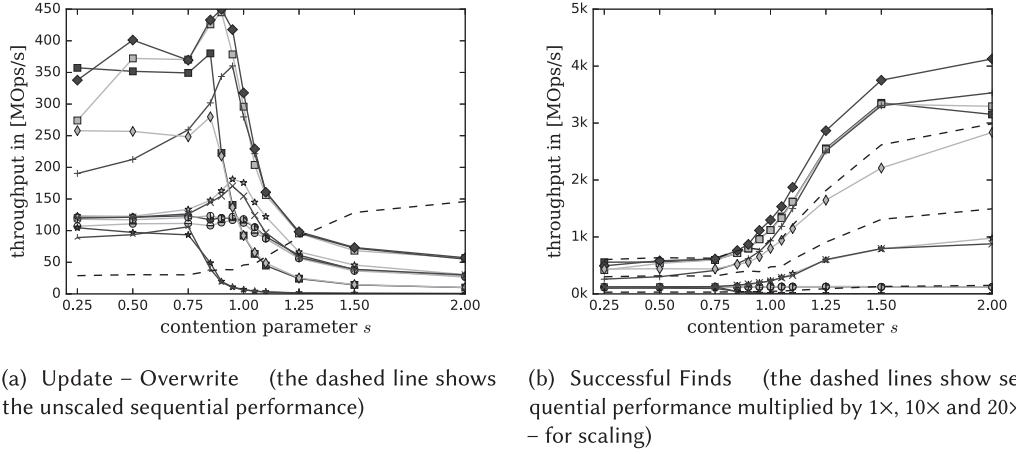 450
400
350
300
250
200
150
100
50
0
throughput in [MOps/s]
0.25 0.50 0.75 1.00 1.25 1.50 2.00
contention parameter s
5k
4k
3k
2k
1k
0k
throughput in [MOps/s]
0.25 0.50 0.75 1.00 1.25 1.50 2.00
contention parameter s
(a) Update – Overwrite (the dashed line shows
the unscaled sequential performance)
(b) Successful Finds (the dashed lines show se
quential performance multiplied by 1×, 10× and 20×
– for scaling)